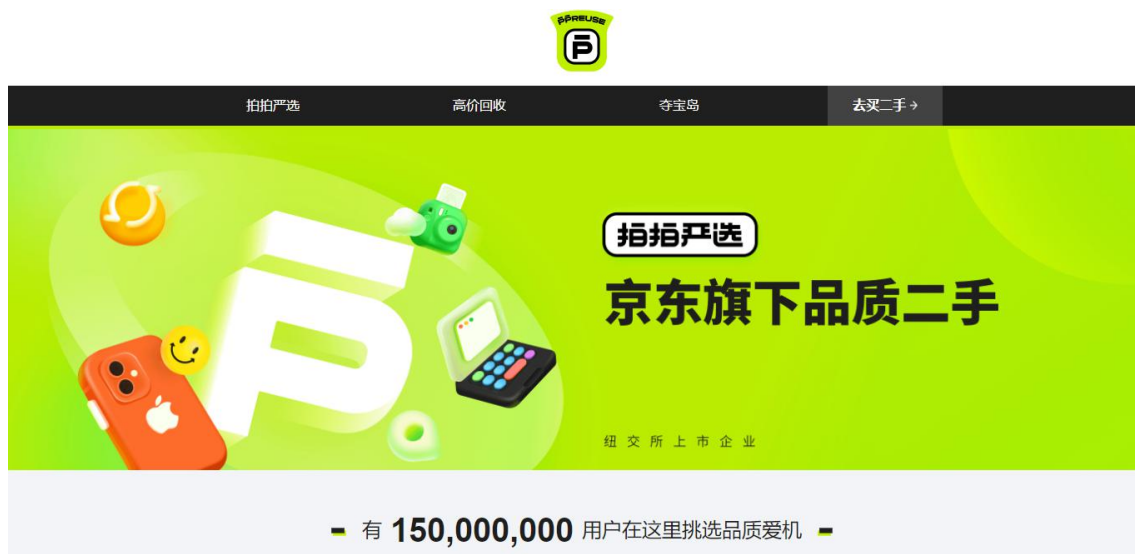 PPREUSE
P
拍拍严选
高价回收
夺宝岛
去买二手→
拍拍严选
京东旗下品质二手
纽交所上市企业
有 150,000,000 用户在这里挑选品质爱机